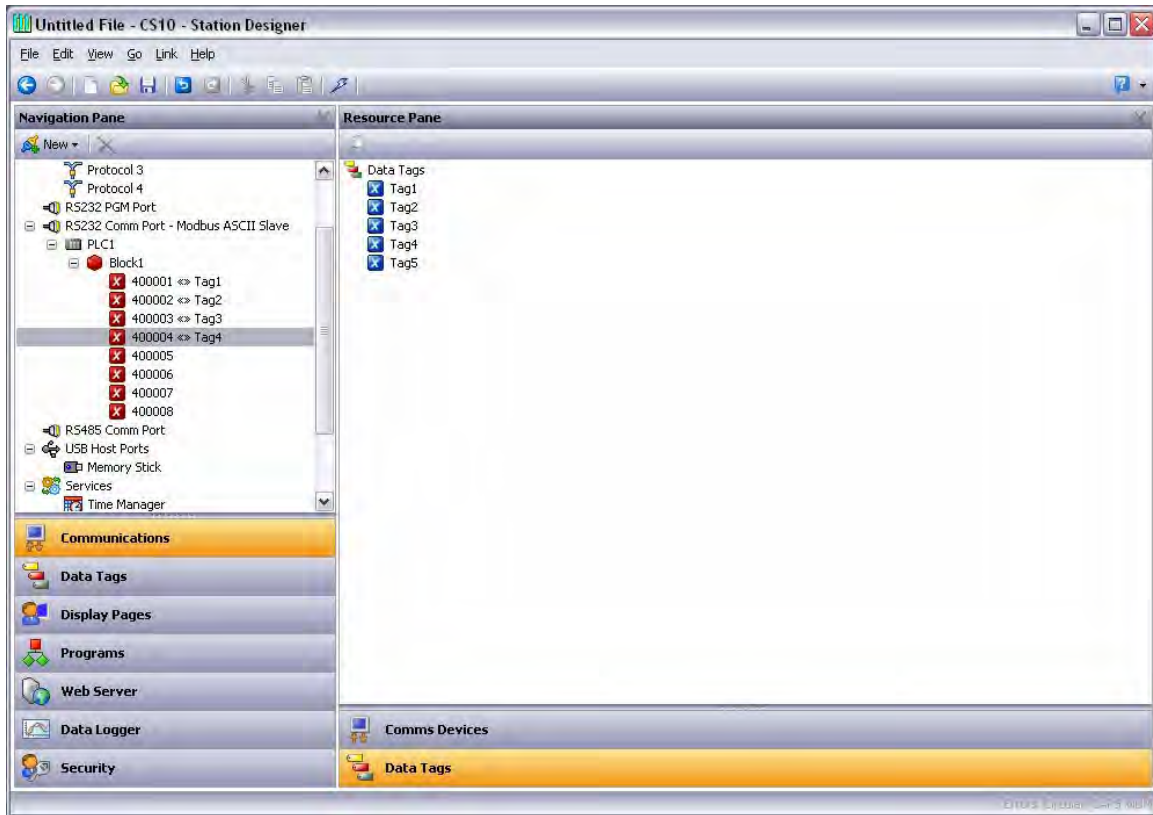 Untitled File - CS10 - Station Designer
File Edit View Go Link Help
Navigation Pane
New
Protocol 3
Protocol 4
RS232 PGM Port
RS232 Comm Port - Modbus ASCII Slave
PLC1
Block1
400001 «» Tag1
400002 «» Tag2
400003 «» Tag3
400004 «» Tag4
400005
400006
400007
400008
RS485 Comm Port
USB Host Ports
Memory Stick
Services
Time Manager
Communications
Data Tags
Display Pages
Programs
Web Server
Data Logger
Security
Resource Pane
Data Tags
Tag1
Tag2
Tag3
Tag4
Tag5
Comms Devices
Data Tags